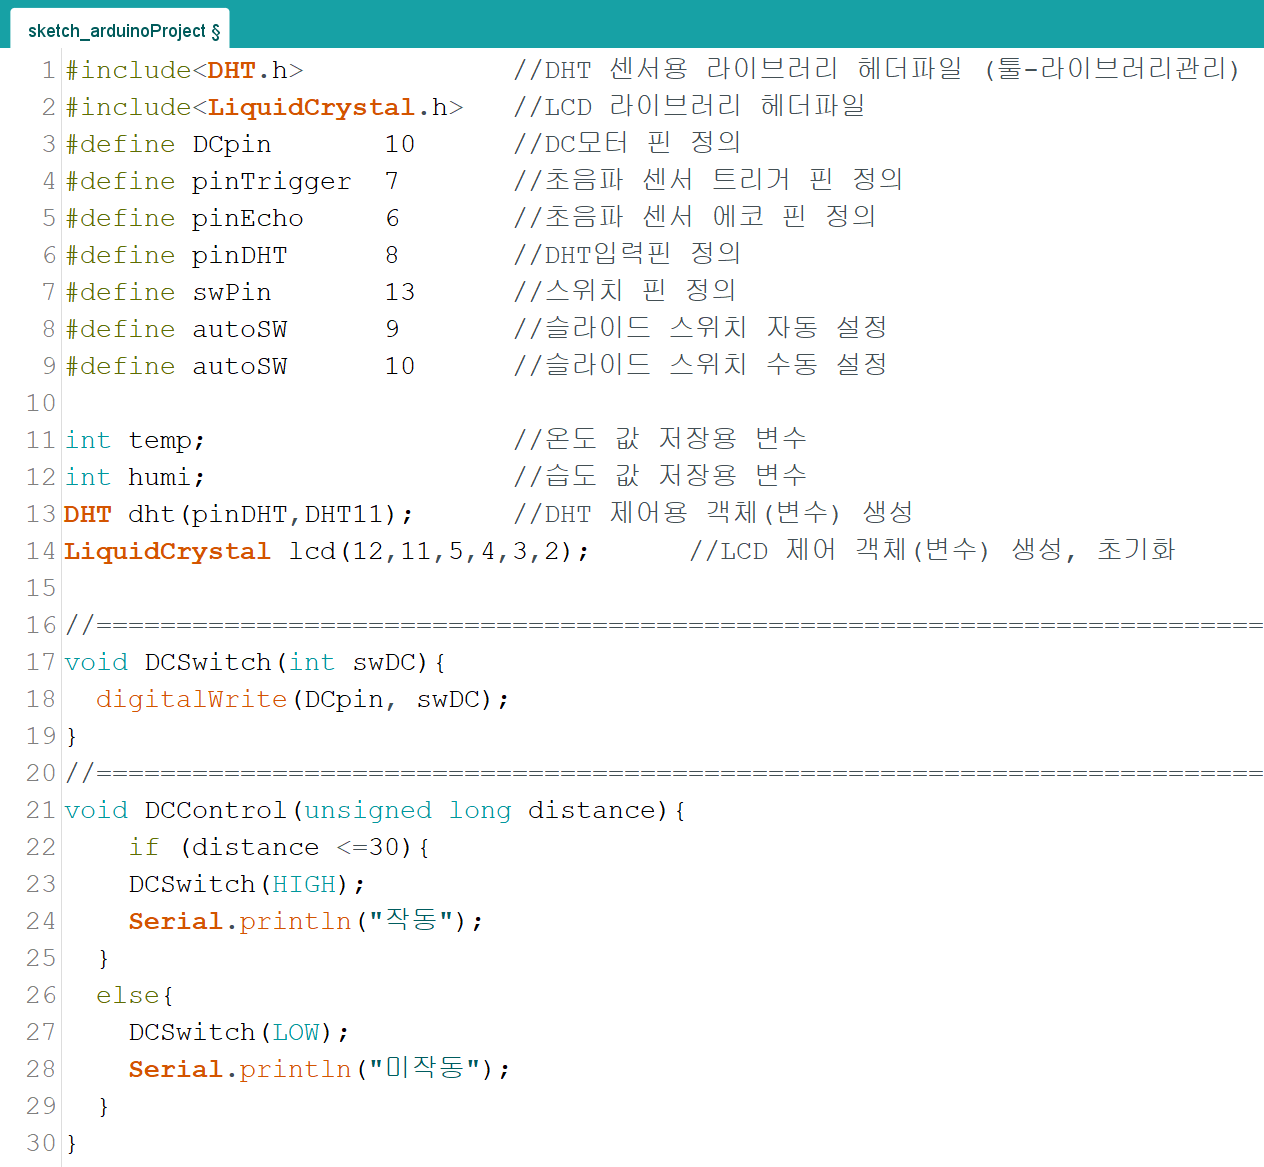 sketch_arduinoProject §
1 #include<DHT.h> //DHT 센서용 라이브러리 헤더파일 (툴-라이브러리관리)
2 #include<LiquidCrystal.h> //LCD 라이브러리 헤더파일
3 #define DCpin 10 //DC모터 핀 정의
4 #define pinTrigger 7 //초음파 센서 트리거 핀 정의
5 #define pinEcho 6 //초음파 센서 에코 핀 정의
6 #define pinDHT 8 //DHT입력핀 정의
7 #define swPin 13 //스위치 핀 정의
8 #define autoSW 9 //슬라이드 스위치 자동 설정
9 #define autoSW 10 //슬라이드 스위치 수동 설정
10
11 int temp; //온도 값 저장용 변수
12 int humi; //습도 값 저장용 변수
13 DHT dht(pinDHT,DHT11); //DHT 제어용 객체(변수) 생성
14 LiquidCrystal lcd(12,11,5,4,3,2); //LCD 제어 객체(변수) 생성, 초기화
15
16 //=========================================================================
17 void DCSwitch(int swDC){
18 digitalWrite(DCpin, swDC);
19 }
20 //=========================================================================
21 void DCControl(unsigned long distance){
22 if (distance <=30){
23 DCSwitch(HIGH);
24 Serial.println("작동");
25 }
26 else{
27 DCSwitch(LOW);
28 Serial.println("미작동");
29 }
30 }